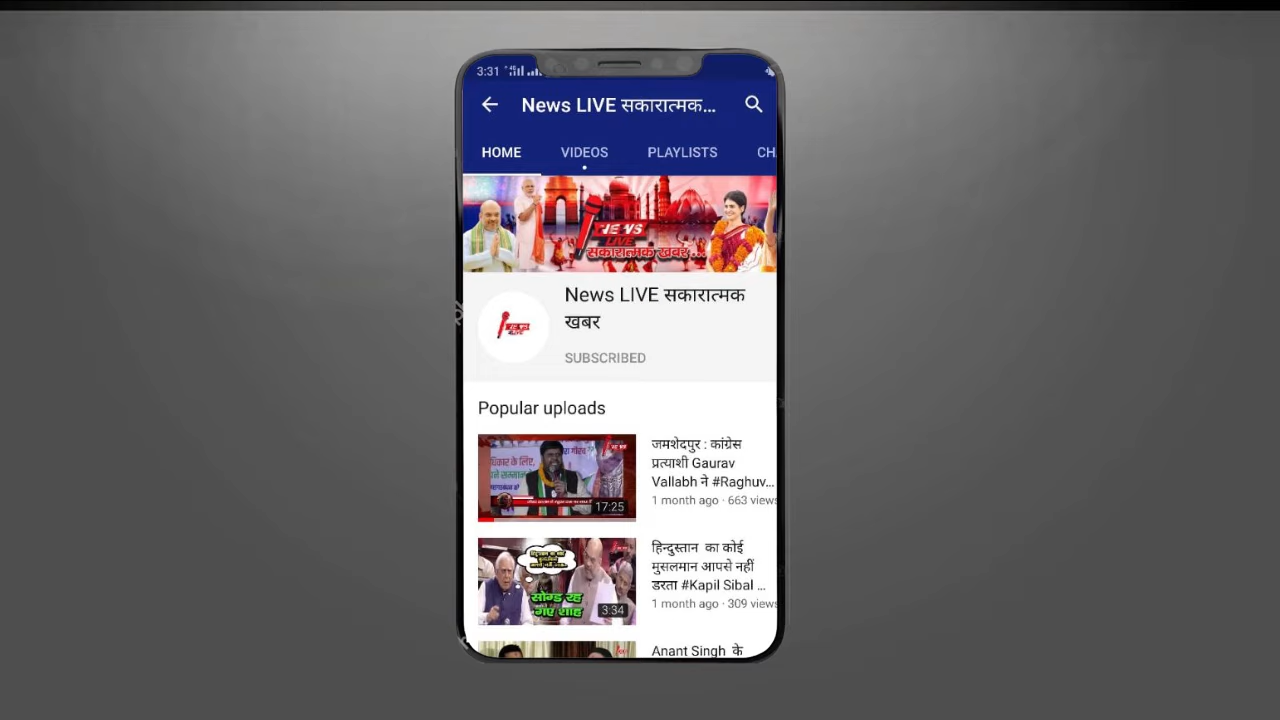 3:31
News LIVE सकारात्मक...
HOME VIDEOS PLAYLISTS CH
NEWS
LIVE
सकारात्मक खबर ...
News LIVE सकारात्मक
खबर
SUBSCRIBED
Popular uploads
17:25
जमशेदपुर : कांग्रेस
प्रत्याशी Gaurav
Vallabh ने #Raghuv...
1 month ago · 663 views
सोण्ड रह
गए शाह
3:34
हिन्दुस्तान का कोई
मुसलमान आपसे नहीं
डरता #Kapil Sibal ...
1 month ago · 309 views
Anant Singh के